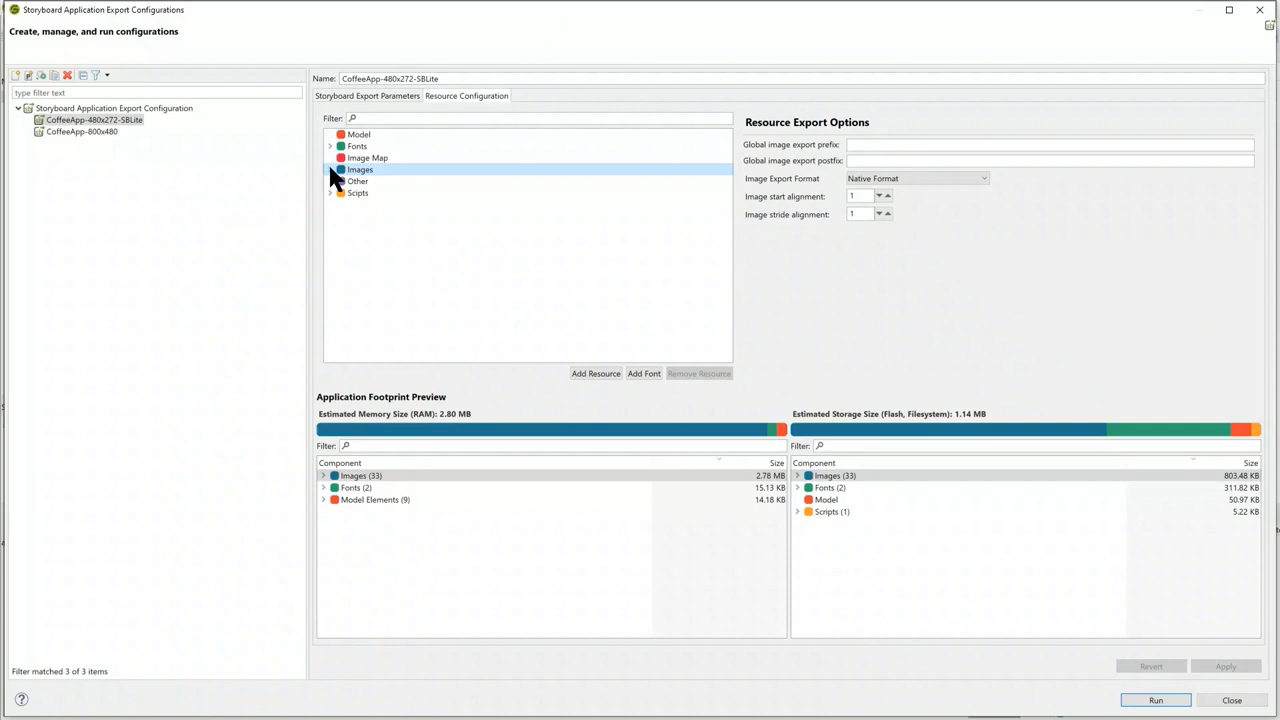 Storyboard Application Export Configurations
Create, manage, and run configurations
type filter text
Storyboard Application Export Configuration
CoffeeApp-480x272-SBLite
CoffeeApp-800x480
Filter matched 3 of 3 items
Name: CoffeeApp-480x272-SBLite
Storyboard Export Parameters Resource Configuration
Filter:
Model
Fonts
Image Map
Images
Other
Scipts
Add Resource Add Font Remove Resource
Resource Export Options
Global image export prefix:
Global image export postfix:
Image Export Format Native Format
Image start alignment: 1
Image stride alignment: 1
Application Footprint Preview
Estimated Memory Size (RAM): 2.80 MB
Filter:
Component Size
Images (33) 2.78 MB
Fonts (2) 15.13 KB
Model Elements (9) 14.18 KB
Estimated Storage Size (Flash, Filesystem): 1.14 MB
Filter:
Component Size
Images (33) 803.48 KB
Fonts (2) 311.82 KB
Model 50.97 KB
Scripts (1) 5.22 KB
Revert Apply
Run Close